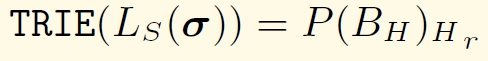 TRIE(L_S(σ)) = P(B_H)_{H_r}